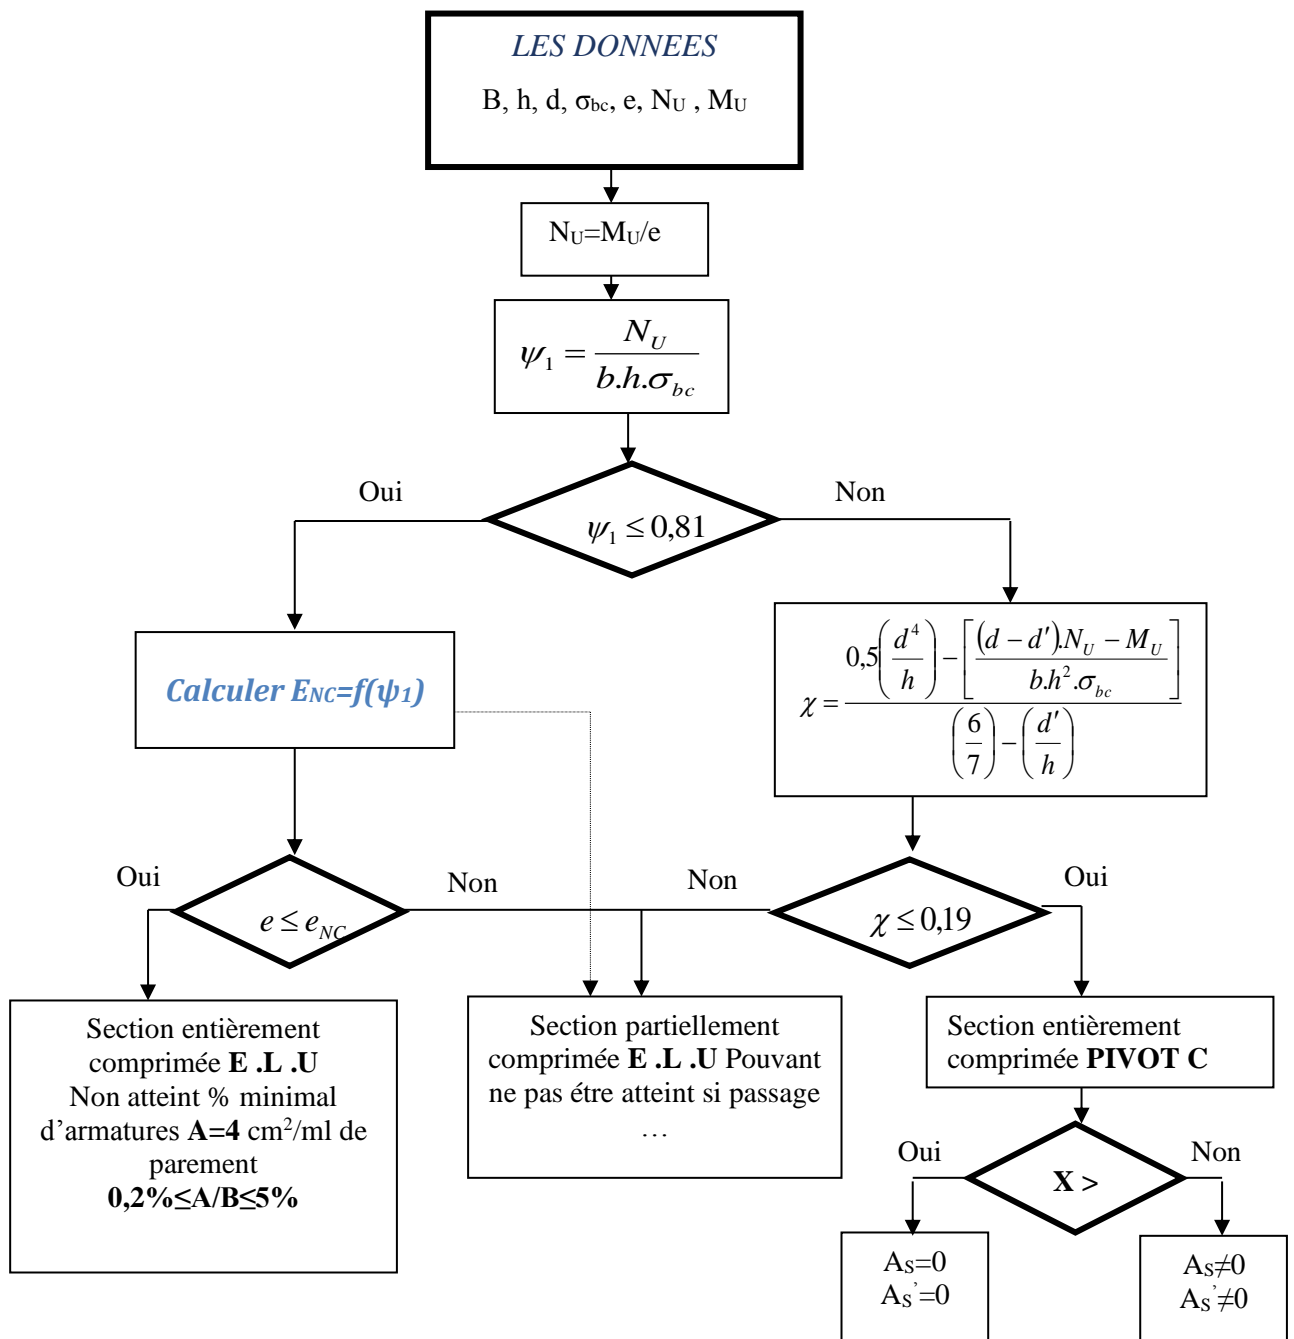 LES DONNEES
B, h, d, σbc, e, NU , MU
NU=MU/e
ψ1 = NU / b.h.σbc
Oui
Non
ψ1 ≤ 0,81
Calculer ENC=f(ψ1)
χ = (0,5(d⁴/h) − [((d − d′).NU − MU) / (b.h².σbc)]) / ((6/7) − (d′/h))
Oui
Non
Non
Oui
e ≤ eNC
χ ≤ 0,19
Section entièrement
comprimée E .L .U
Non atteint % minimal
d’armatures A=4 cm²/ml de
parement
0,2%≤A/B≤5%
Section partiellement
comprimée E .L .U Pouvant
ne pas étre atteint si passage
…
Section entièrement
comprimée PIVOT C
Oui
Non
X >
AS=0
AS’=0
AS≠0
AS’≠0